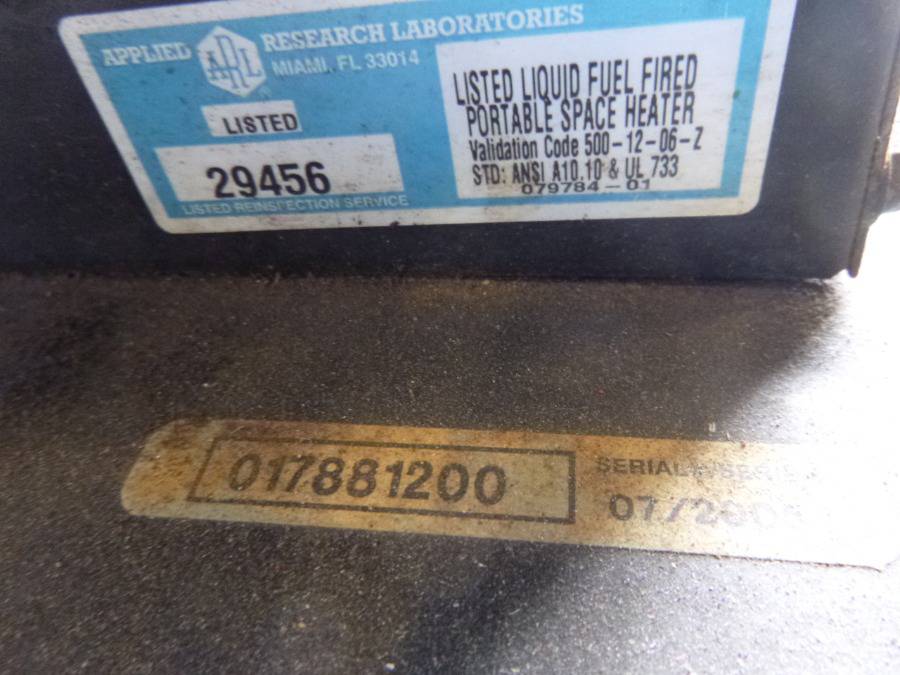 APPLIED ARL RESEARCH LABORATORIES
MIAMI, FL 33014
LISTED
29456
LISTED REINSPECTION SERVICE
LISTED LIQUID FUEL FIRED
PORTABLE SPACE HEATER
Validation Code 500-12-06-Z
STD: ANSI A10.10 & UL 733
079784-01
017881200
SERIAL